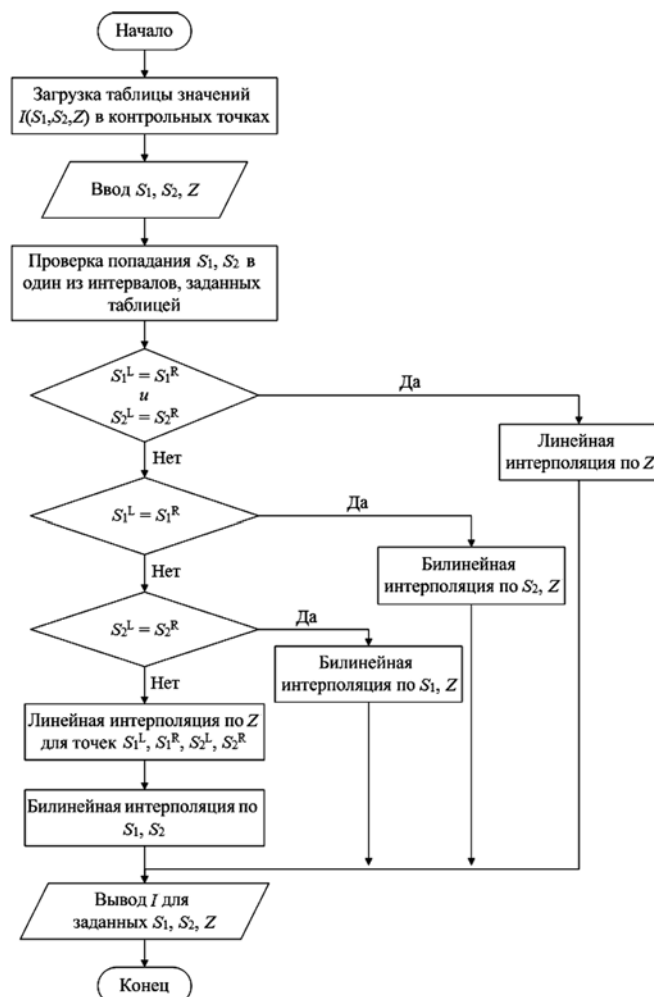 Начало
Загрузка таблицы значений
I(S₁,S₂,Z) в контрольных точках
Ввод S₁, S₂, Z
Проверка попадания S₁, S₂ в
один из интервалов, заданных
таблицей
S₁ᴸ = S₁ᴿ
и
S₂ᴸ = S₂ᴿ
Да
Линейная
интерполяция по Z
Нет
S₁ᴸ = S₁ᴿ
Да
Билинейная
интерполяция по S₂, Z
Нет
S₂ᴸ = S₂ᴿ
Да
Билинейная
интерполяция по S₁, Z
Нет
Линейная интерполяция по Z
для точек S₁ᴸ, S₁ᴿ, S₂ᴸ, S₂ᴿ
Билинейная интерполяция по
S₁, S₂
Вывод I для
заданных S₁, S₂, Z
Конец